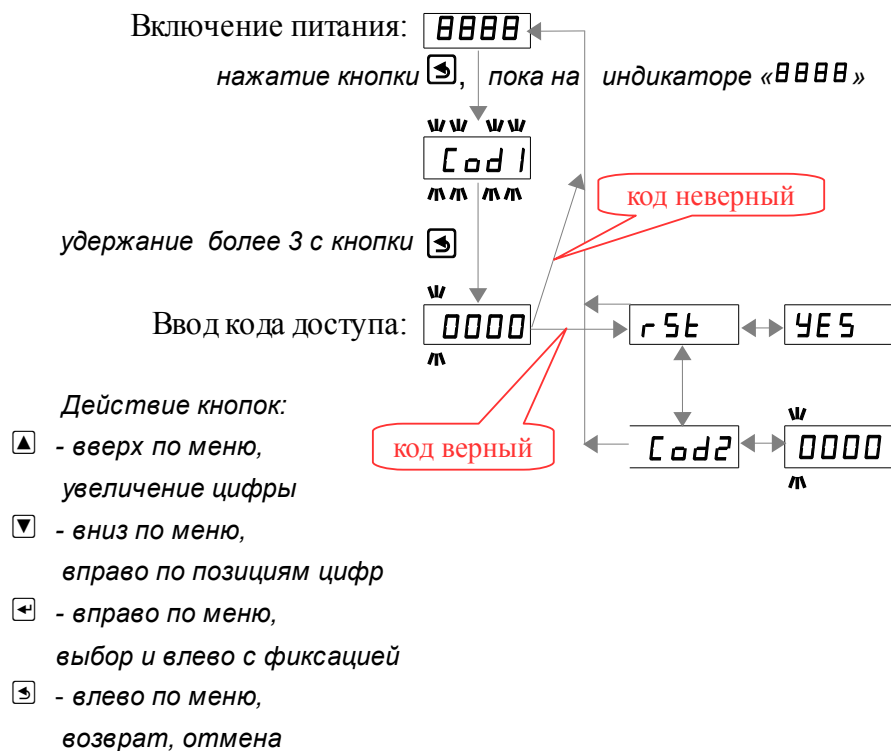 Включение питания: 8888
нажатие кнопки , пока на индикаторе «8888»
Cod1
код неверный
удержание более 3 с кнопки
Ввод кода доступа: 0000 rSt YES
Действие кнопок:
- вверх по меню,
код верный Cod2 0000
увеличение цифры
- вниз по меню,
вправо по позициям цифр
- вправо по меню,
выбор и влево с фиксацией
- влево по меню,
возврат, отмена